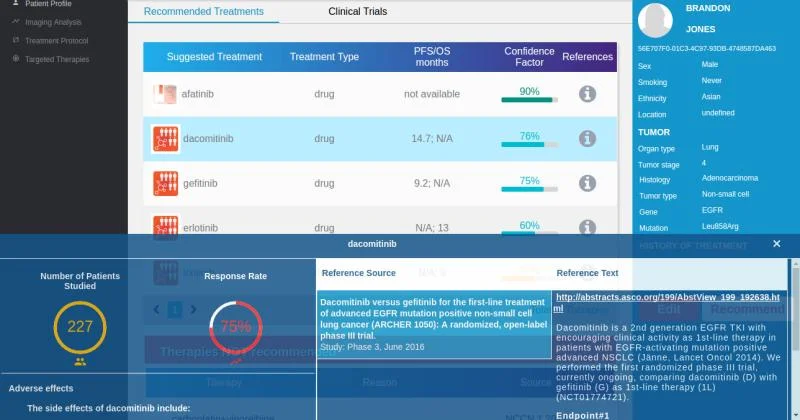 Patient Profile
Imaging Analysis
Treatment Protocol
Targeted Therapies
Recommended Treatments
Clinical Trials
Suggested Treatment
Treatment Type
PFS/OS
months
Confidence
Factor
References
afatinib
drug
not available
90%
dacomitinib
drug
14.7; N/A
76%
gefitinib
drug
9.2; N/A
75%
erlotinib
drug
N/A; 13
60%
BRANDON
JONES
56E707F0-01C3-4C97-93DB-4748587DA463
Sex
Male
Smoking
Never
Ethnicity
Asian
Location
undefined
TUMOR
Organ type
Lung
Tumor stage
4
Histology
Adenocarcinoma
Tumor type
Non-small cell
Gene
EGFR
Mutation
Leu858Arg
HISTORY OF TREATMENT
dacomitinib
×
Number of Patients
Studied
227
Response Rate
75%
Reference Source
Dacomitinib versus gefitinib for the first-line treatment
of advanced EGFR mutation positive non-small cell
lung cancer (ARCHER 1050): A randomized, open-label
phase III trial.
Study: Phase 3, June 2016
Reference Text
http://abstracts.asco.org/199/AbstView_199_192638.ht
ml
Dacomitinib is a 2nd generation EGFR TKI with
encouraging clinical activity as 1st-line therapy in
patients with EGFR-activating mutation positive
advanced NSCLC (Janne, Lancet Oncol 2014). We
performed the first randomized phase III trial,
currently ongoing, comparing dacomitinib (D) with
gefitinib (G) as 1st-line therapy (1L)
(NCT01774721).
Endpoint#1
1
Edit
Recommend
Therapies NOT recommended
Therapy
Reason
Source
Adverse effects
The side effects of dacomitinib include: